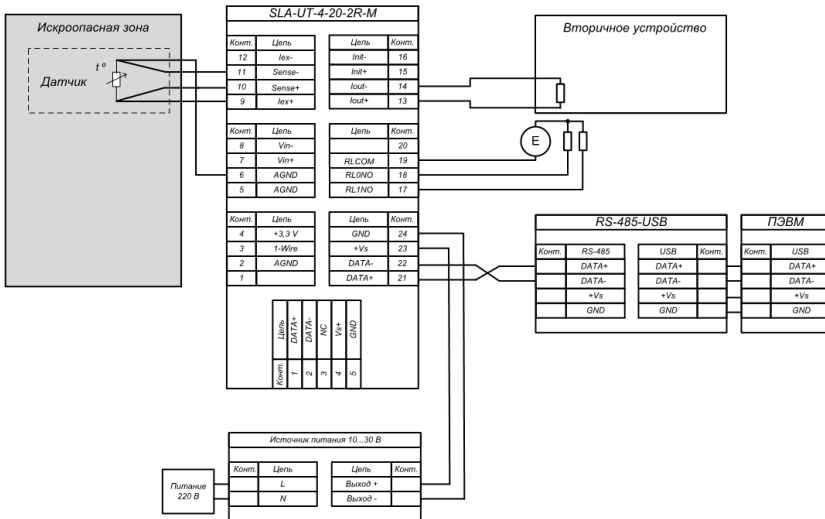 SLA-UT-4-20-2R-M
Искроопасная зона
Датчик
t°
Конт. Цепь Цепь Конт.
12 Iex- Init- 16
11 Sense- Init+ 15
10 Sense+ Iout- 14
9 Iex+ Iout+ 13
Конт. Цепь Цепь Конт.
8 Vin- 20
7 Vin+ RLCOM 19
6 AGND RL0NO 18
5 AGND RL1NO 17
Конт. Цепь Цепь Конт.
4 +3,3 V GND 24
3 1-Wire +Vs 23
2 AGND DATA- 22
1 DATA+ 21
Цепь DATA+ DATA- NC Vs+ GND
Конт. 1 2 3 4 5
Вторичное устройство
E
RS-485-USB
Конт. RS-485 USB Конт.
DATA+ DATA+
DATA- DATA-
+Vs +Vs
GND GND
ПЭВМ
Конт. USB
DATA+
DATA-
+Vs
GND
Источник питания 10...30 В
Конт. Цепь Цепь Конт.
L Выход +
N Выход -
Питание
220 В